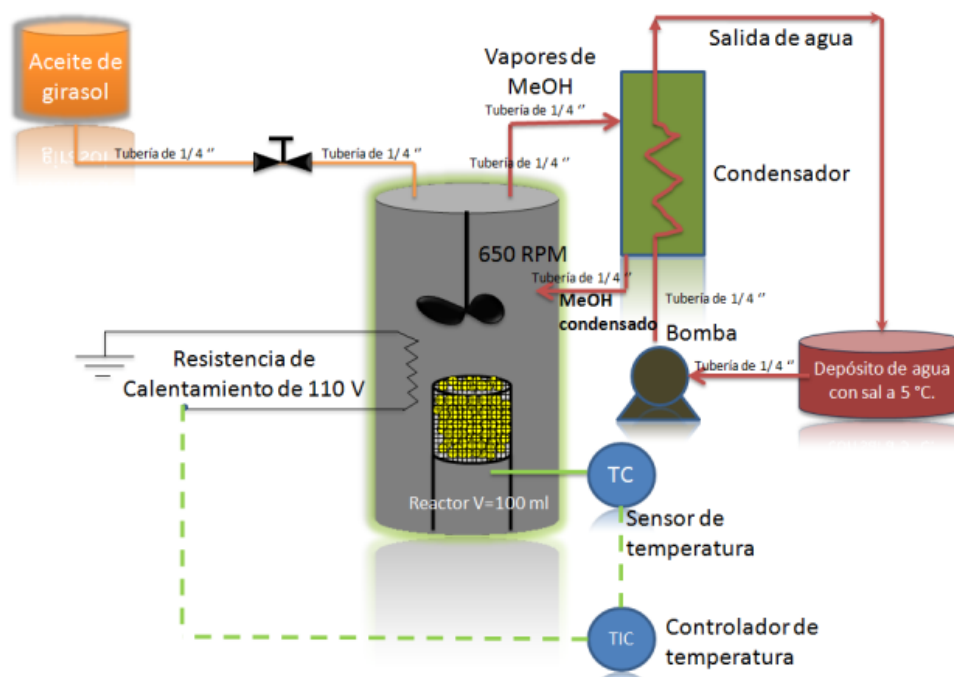 Aceite de
girasol
Tubería de 1/ 4 ‘’
Tubería de 1/ 4 ‘’
Vapores de
MeOH
Tubería de 1/ 4 ‘’
Tubería de 1/ 4 ‘’
Salida de agua
Condensador
650 RPM
Tubería de 1/ 4 ‘’
MeOH
condensado
Tubería de 1/ 4 ‘’
Bomba
Tubería de 1/ 4 ‘’
Depósito de agua
con sal a 5 °C.
Resistencia de
Calentamiento de 110 V
Reactor V=100 ml
TC
Sensor de
temperatura
TIC
Controlador de
temperatura